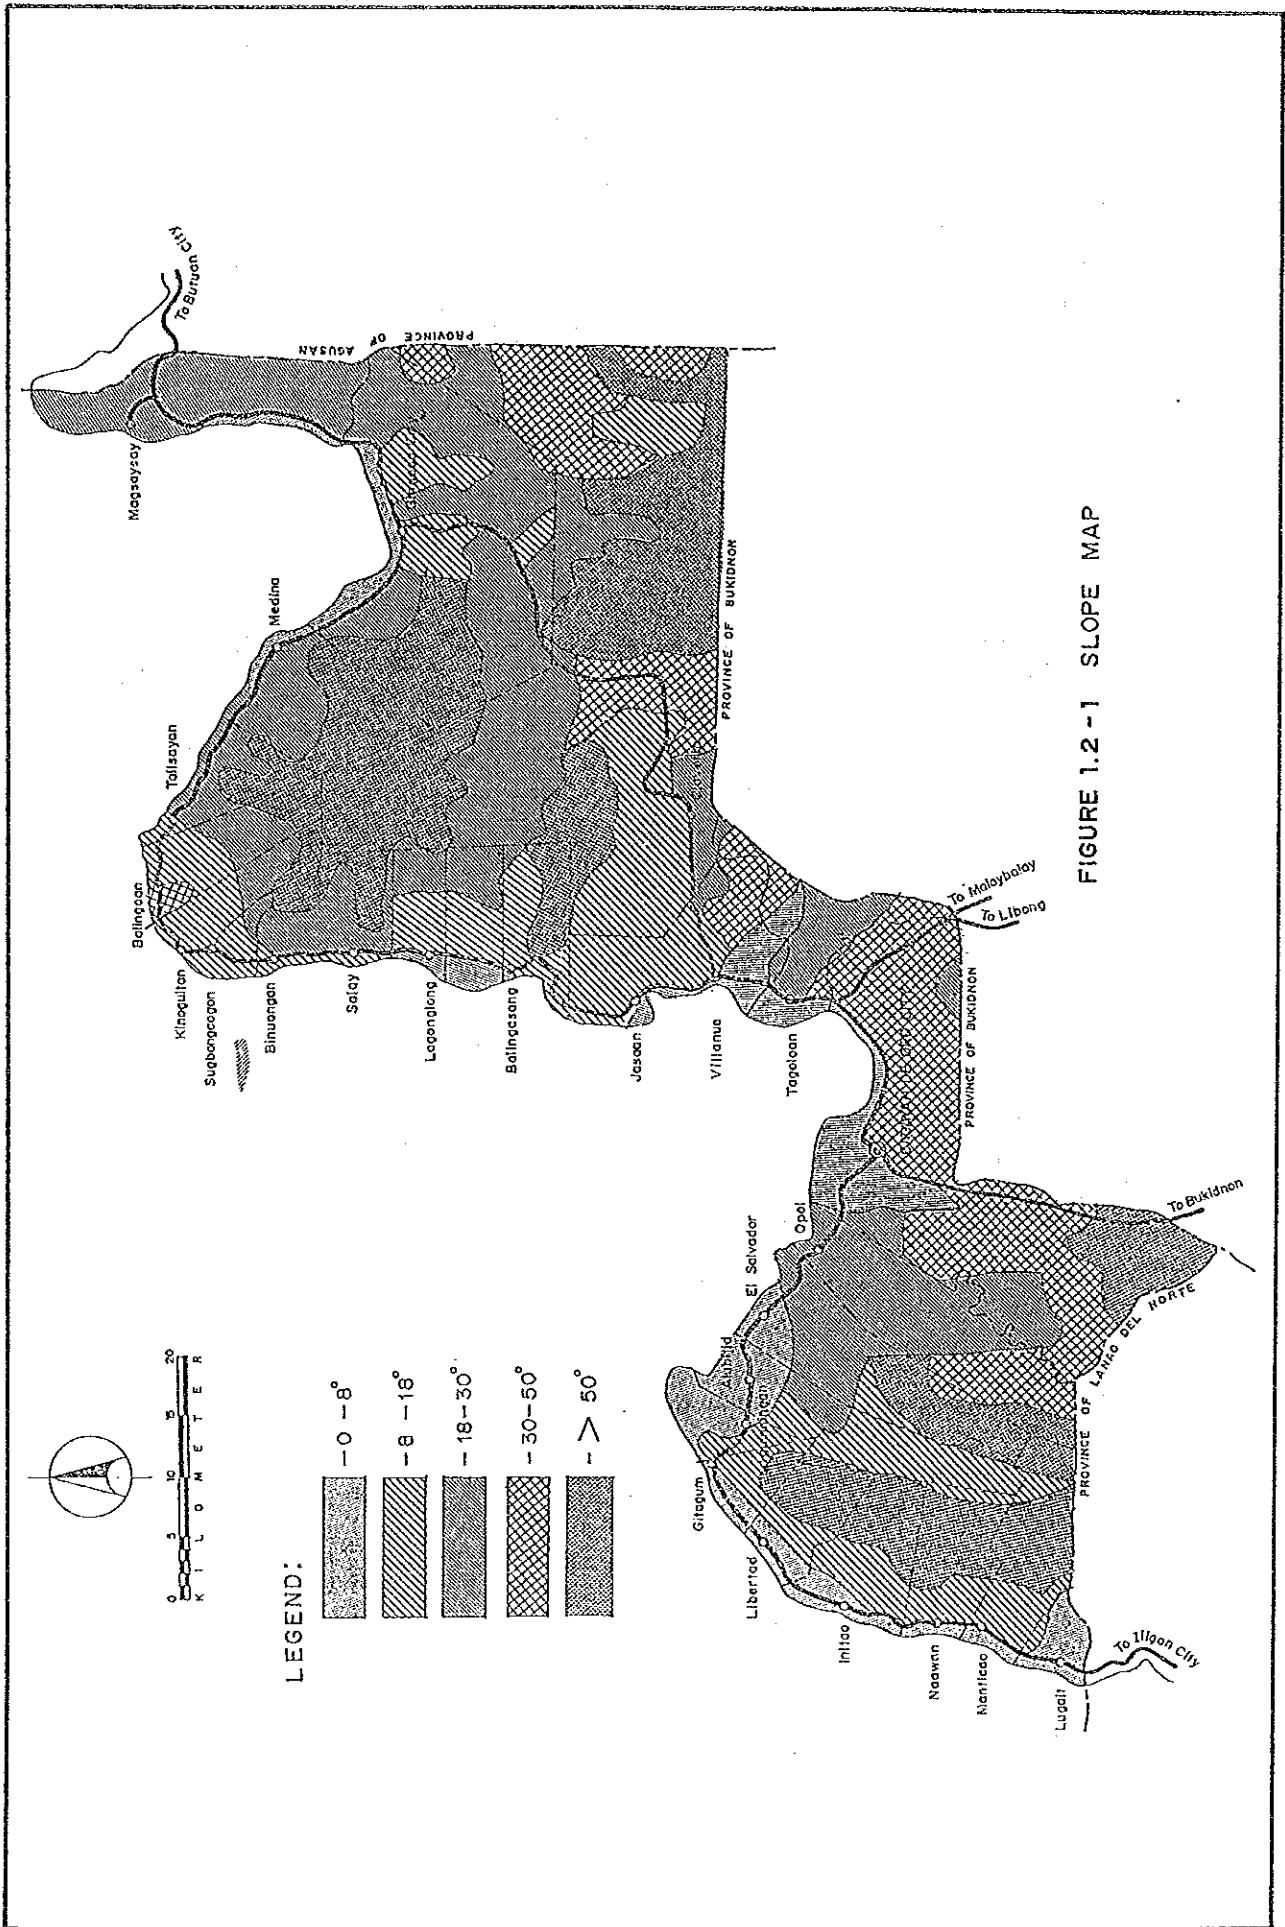 0 5 10 15 20
KILOMETER
LEGEND:
-0-8°
-8-18°
-18-30°
-30-50°
-> 50°
Magsaysay
To Butuan City
PROVINCE OF AGUSAN
Medina
Talisayan
Balingoan
Kinoguitan
Sugbongcogon
Binuangan
Salay
Lagonglong
Balingasang
Jasaan
Villanua
Tagoloan
PROVINCE OF BUKIDNON
To Malaybalay
To Libong
PROVINCE OF BUKIDNON
Opol
El Salvador
Gitagum
Libertad
Initao
Naawan
Manticao
Lugait
To Iligan City
PROVINCE OF LANAO DEL NORTE
To Bukidnon
FIGURE 1.2-1 SLOPE MAP